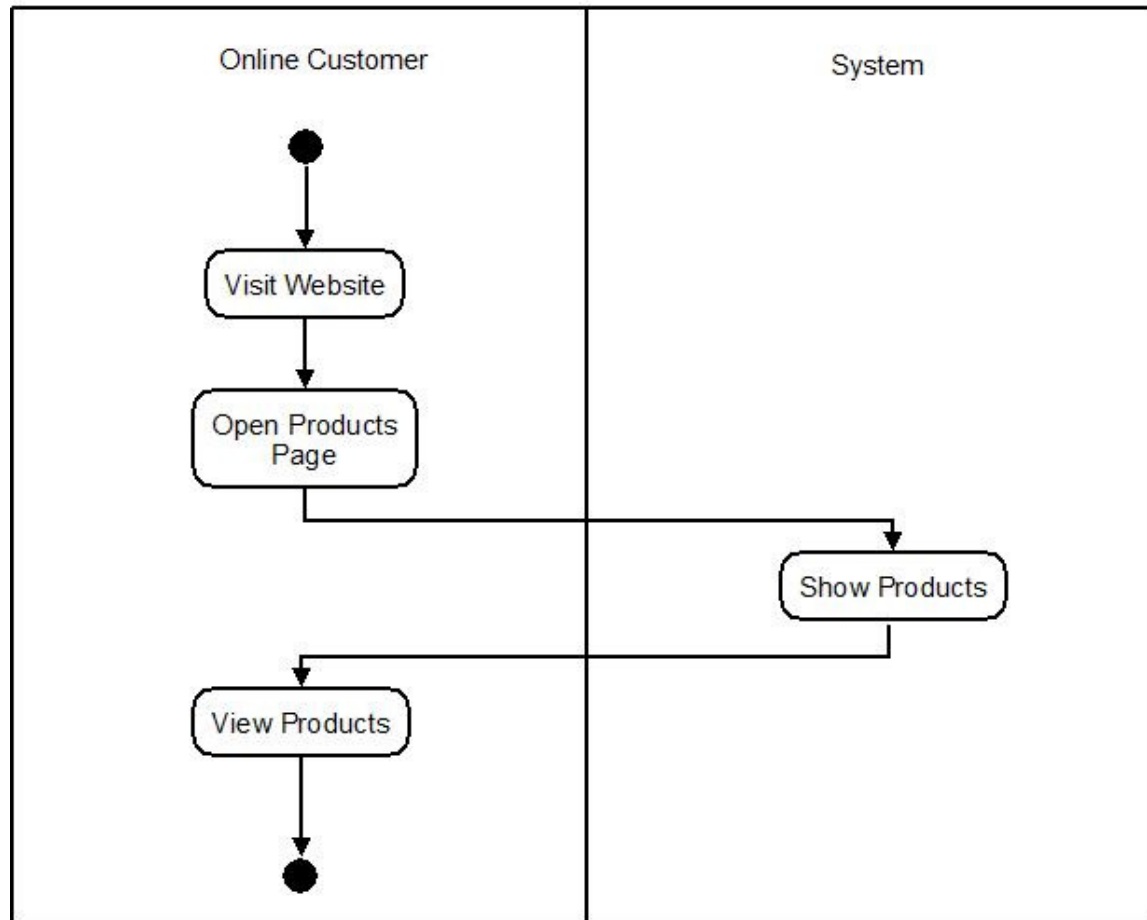 Online Customer
System
Visit Website
Open Products
Page
Show Products
View Products